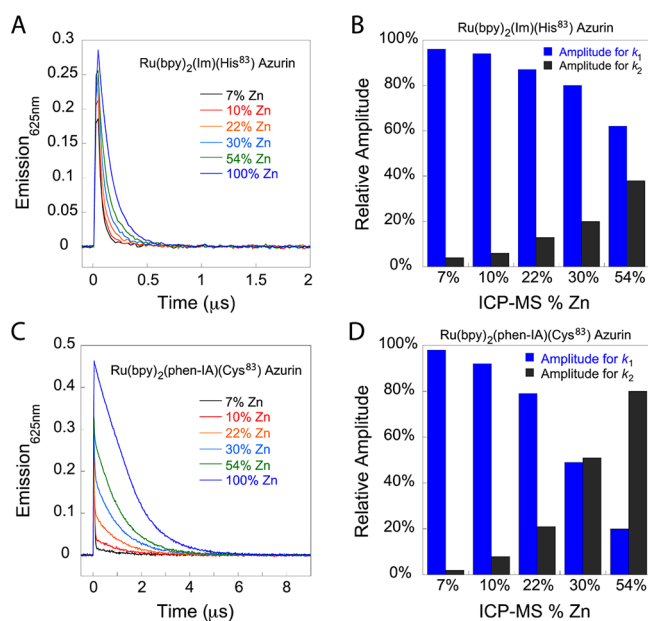 A
Ru(bpy)₂(Im)(His⁸³) Azurin
7% Zn
10% Zn
22% Zn
30% Zn
54% Zn
100% Zn
0.3
0.25
0.2
0.15
0.1
0.05
0
Emission625nm
0
0.5
1
1.5
2
Time (μs)
B
Ru(bpy)₂(Im)(His⁸³) Azurin
Amplitude for k₁
Amplitude for k₂
100%
80%
60%
40%
20%
0%
Relative Amplitude
7%
10%
22%
30%
54%
ICP-MS % Zn
C
Ru(bpy)₂(phen-IA)(Cys⁸³) Azurin
7% Zn
10% Zn
22% Zn
30% Zn
54% Zn
100% Zn
0.5
0.4
0.3
0.2
0.1
0
Emission625nm
0
2
4
6
8
Time (μs)
D
Ru(bpy)₂(phen-IA)(Cys⁸³) Azurin
Amplitude for k₁
Amplitude for k₂
100%
80%
60%
40%
20%
0%
Relative Amplitude
7%
10%
22%
30%
54%
ICP-MS % Zn